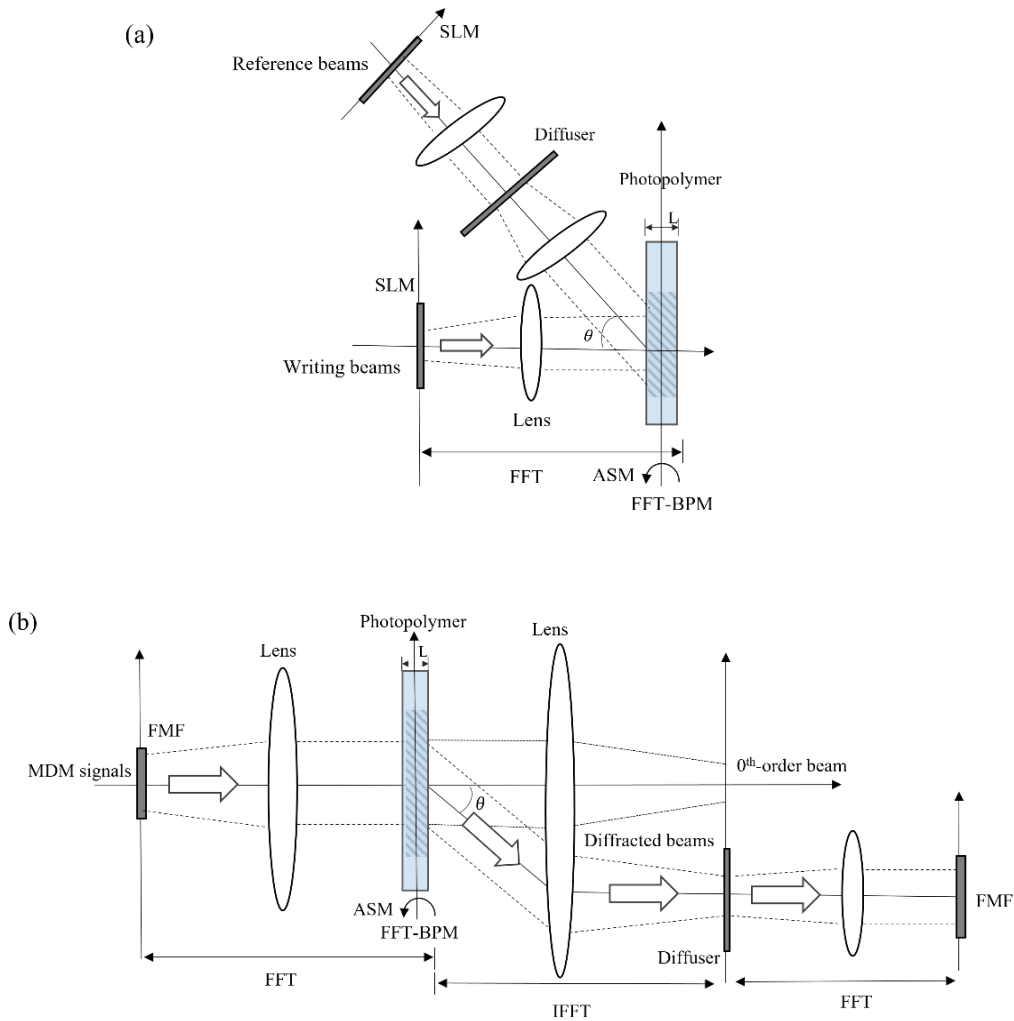 (a)
SLM
Reference beams
Diffuser
Photopolymer
L
SLM
θ
Writing beams
Lens
FFT
ASM
FFT-BPM
(b)
Photopolymer
Lens
Lens
L
FMF
MDM signals
0th-order beam
θ
Diffracted beams
FMF
ASM
FFT-BPM
Diffuser
FFT
IFFT
FFT